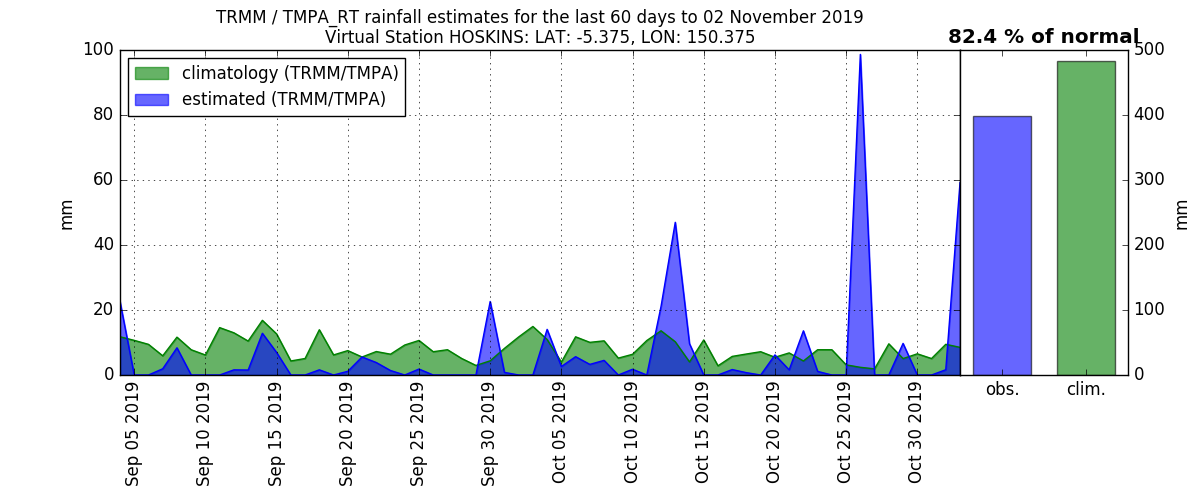 TRMM / TMPA_RT rainfall estimates for the last 60 days to 02 November 2019
Virtual Station HOSKINS: LAT: -5.375, LON: 150.375
82.4 % of normal
climatology (TRMM/TMPA)
estimated (TRMM/TMPA)
100
80
60
40
20
0
mm
500
400
300
200
100
0
mm
Sep 05 2019
Sep 10 2019
Sep 15 2019
Sep 20 2019
Sep 25 2019
Sep 30 2019
Oct 05 2019
Oct 10 2019
Oct 15 2019
Oct 20 2019
Oct 25 2019
Oct 30 2019
obs.
clim.